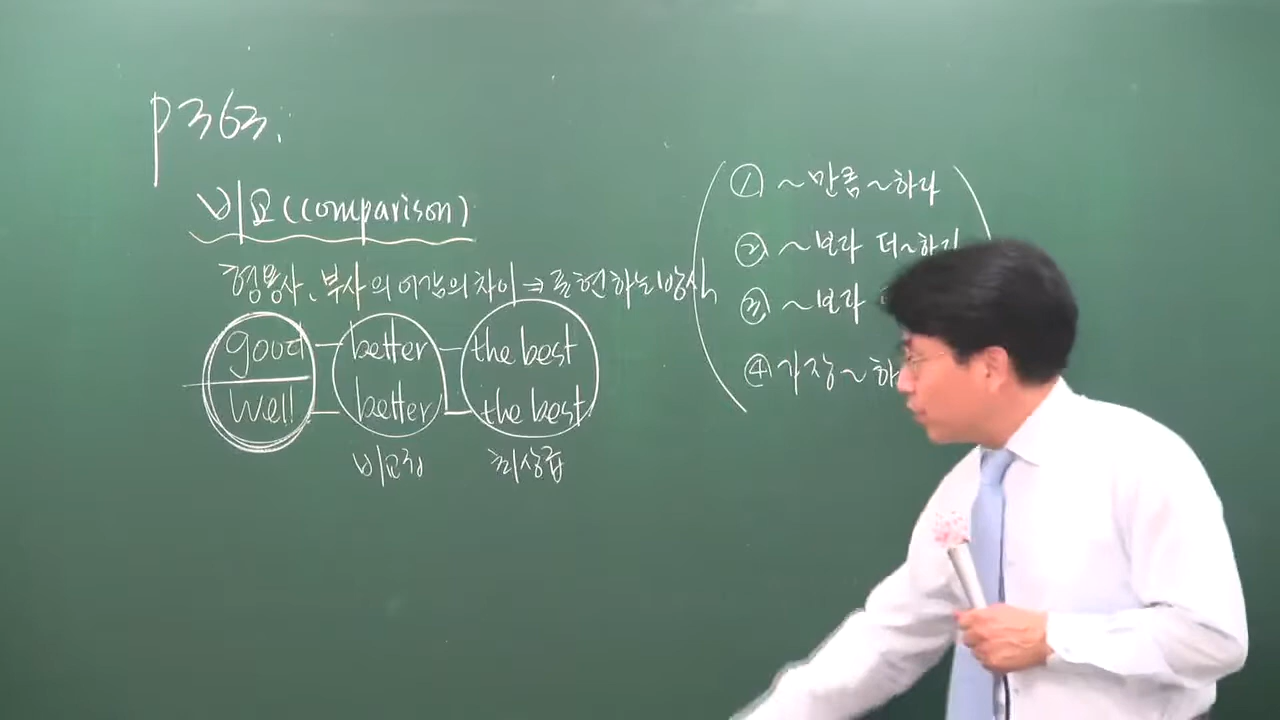 p 363;
비교(comparison)
형용사, 부사의 어감의 차이 ⇒ 표현하는 방식
good – better – the best
well – better – the best
비교급 최상급
① ~만큼 ~하다
② ~보다 더~하다
③ ~보다
④ 가장~하